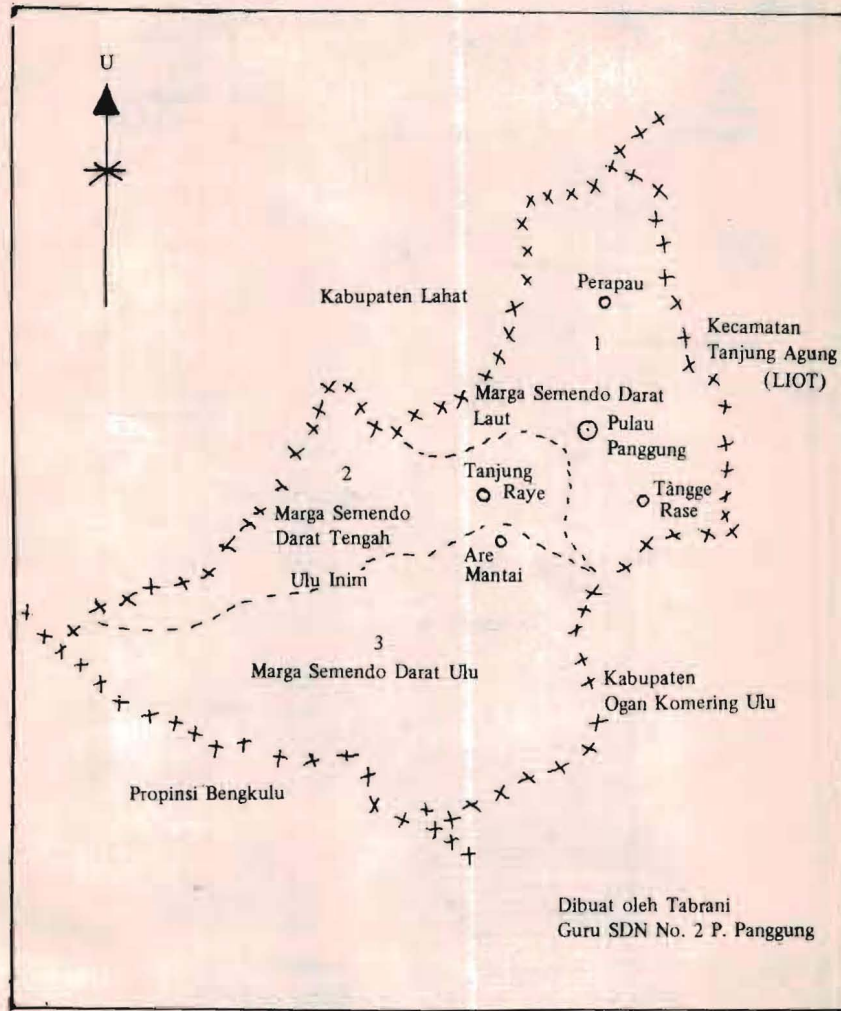 U
Perapau
Kabupaten Lahat
1
Kecamatan
Tanjung Agung
(LIOT)
Marga Semendo Darat
Laut
Pulau
Panggung
2
Tanjung
Raye
Tàngge
Rase
Marga Semendo
Darat Tengah
Are
Mantai
Ulu Inim
3
Marga Semendo Darat Ulu
Kabupaten
Ogan Komering Ulu
Propinsi Bengkulu
Dibuat oleh Tabrani
Guru SDN No. 2 P. Panggung